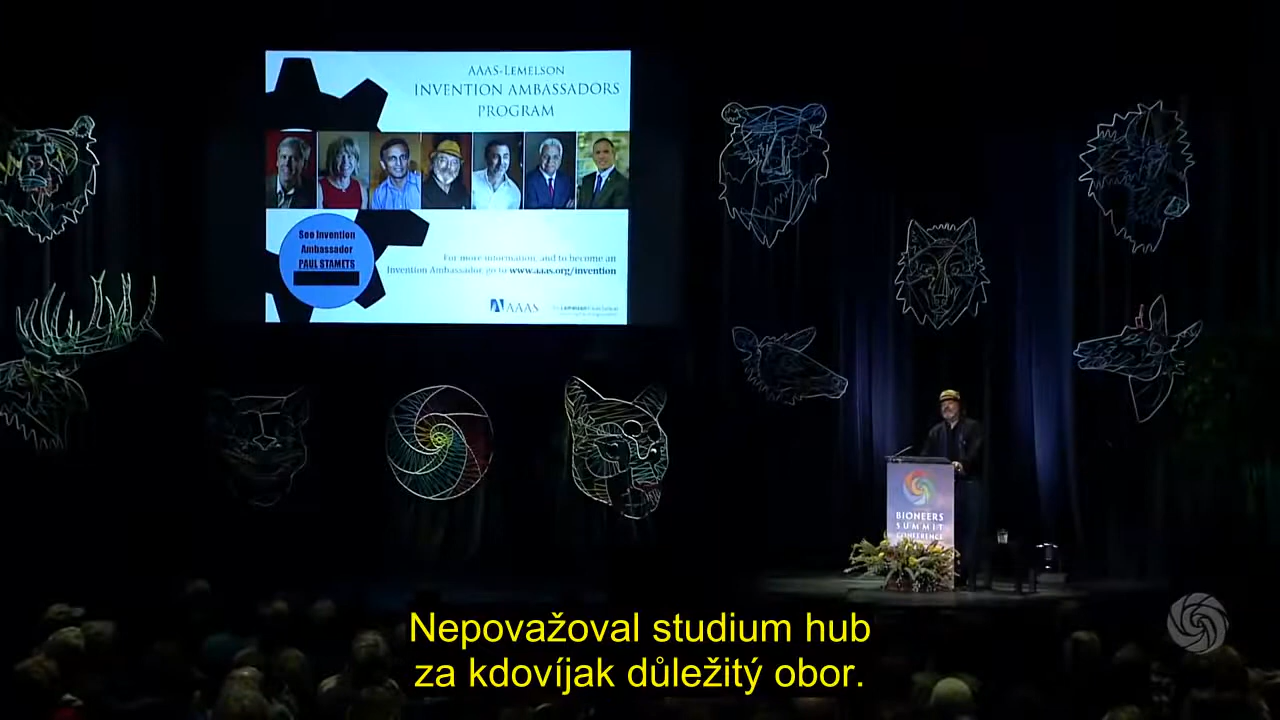 AAAS-Lemelson
INVENTION AMBASSADORS
PROGRAM
See Invention
Ambassador
PAUL STAMETS
For more information, and to become an
Invention Ambassador, go to www.aaas.org/invention
AAAS
BIONEERS
SUMMIT
CONFERENCE
Nepovažoval studium hub
za kdovíjak důležitý obor.